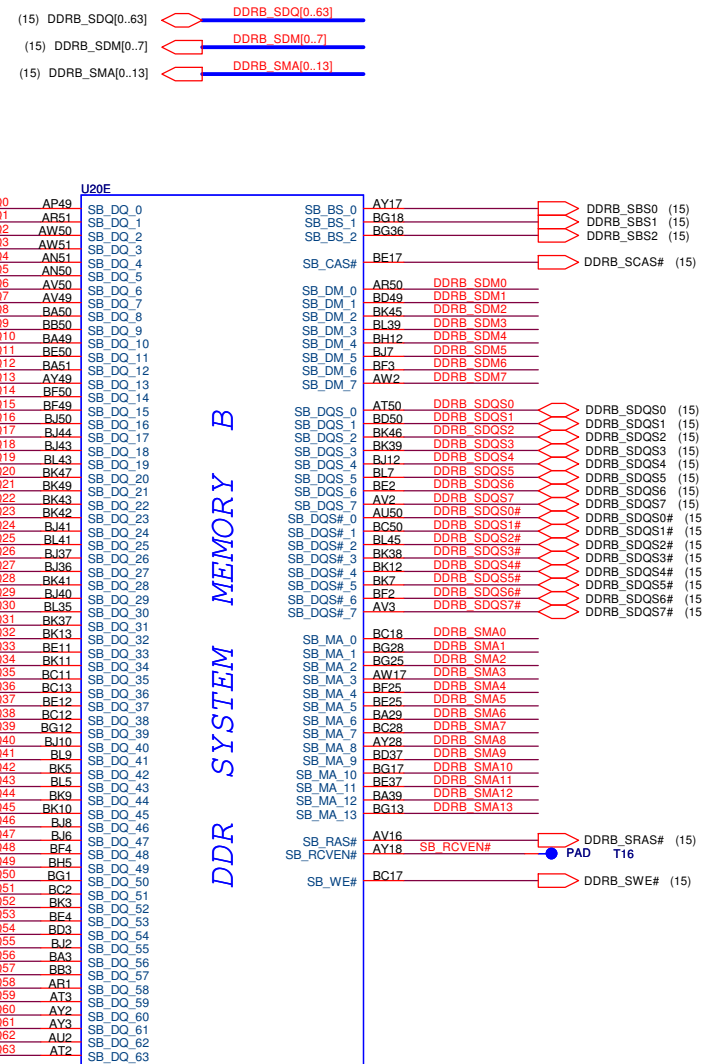 (15) DDRB_SDQ[0..63] DDRB_SDQ[0..63]
(15) DDRB_SDM[0..7] DDRB_SDM[0..7]
(15) DDRB_SMA[0..13] DDRB_SMA[0..13]
U20E
AP49 SB_DQ_0 SB_BS_0 AY17 DDRB_SBS0 (15)
AR51 SB_DQ_1 SB_BS_1 BG18 DDRB_SBS1 (15)
AW50 SB_DQ_2 SB_BS_2 BG36 DDRB_SBS2 (15)
AW51 SB_DQ_3
AN51 SB_DQ_4 SB_CAS# BE17 DDRB_SCAS# (15)
AN50 SB_DQ_5
AV50 SB_DQ_6 SB_DM_0 AR50 DDRB_SDM0
AV49 SB_DQ_7 SB_DM_1 BD49 DDRB_SDM1
BA50 SB_DQ_8 SB_DM_2 BK45 DDRB_SDM2
BB50 SB_DQ_9 SB_DM_3 BL39 DDRB_SDM3
BA49 SB_DQ_10 SB_DM_4 BH12 DDRB_SDM4
BE50 SB_DQ_11 SB_DM_5 BJ7 DDRB_SDM5
BA51 SB_DQ_12 SB_DM_6 BF3 DDRB_SDM6
AY49 SB_DQ_13 SB_DM_7 AW2 DDRB_SDM7
BF50 SB_DQ_14
BF49 SB_DQ_15 SB_DQS_0 AT50 DDRB_SDQS0 DDRB_SDQS0 (15)
BJ50 SB_DQ_16 SB_DQS_1 BD50 DDRB_SDQS1 DDRB_SDQS1 (15)
BJ44 SB_DQ_17 SB_DQS_2 BK46 DDRB_SDQS2 DDRB_SDQS2 (15)
BJ43 SB_DQ_18 SB_DQS_3 BK39 DDRB_SDQS3 DDRB_SDQS3 (15)
BL43 SB_DQ_19 SB_DQS_4 BJ12 DDRB_SDQS4 DDRB_SDQS4 (15)
BK47 SB_DQ_20 SB_DQS_5 BL7 DDRB_SDQS5 DDRB_SDQS5 (15)
BK49 SB_DQ_21 SB_DQS_6 BE2 DDRB_SDQS6 DDRB_SDQS6 (15)
BK43 SB_DQ_22 SB_DQS_7 AV2 DDRB_SDQS7 DDRB_SDQS7 (15)
BK42 SB_DQ_23 SB_DQS#_0 AU50 DDRB_SDQS0# DDRB_SDQS0# (15
BJ41 SB_DQ_24 SB_DQS#_1 BC50 DDRB_SDQS1# DDRB_SDQS1# (15
BL41 SB_DQ_25 SB_DQS#_2 BL45 DDRB_SDQS2# DDRB_SDQS2# (15
BJ37 SB_DQ_26 SB_DQS#_3 BK38 DDRB_SDQS3# DDRB_SDQS3# (15
BJ36 SB_DQ_27 SB_DQS#_4 BK12 DDRB_SDQS4# DDRB_SDQS4# (15
BK41 SB_DQ_28 SB_DQS#_5 BK7 DDRB_SDQS5# DDRB_SDQS5# (15
BJ40 SB_DQ_29 SB_DQS#_6 BF2 DDRB_SDQS6# DDRB_SDQS6# (15
BL35 SB_DQ_30 SB_DQS#_7 AV3 DDRB_SDQS7# DDRB_SDQS7# (15
BK37 SB_DQ_31
BK13 SB_DQ_32 SB_MA_0 BC18 DDRB_SMA0
BE11 SB_DQ_33 SB_MA_1 BG28 DDRB_SMA1
BK11 SB_DQ_34 SB_MA_2 BG25 DDRB_SMA2
BC11 SB_DQ_35 SB_MA_3 AW17 DDRB_SMA3
BC13 SB_DQ_36 SB_MA_4 BF25 DDRB_SMA4
BE12 SB_DQ_37 SB_MA_5 BE25 DDRB_SMA5
BC12 SB_DQ_38 SB_MA_6 BA29 DDRB_SMA6
BG12 SB_DQ_39 SB_MA_7 BC28 DDRB_SMA7
BJ10 SB_DQ_40 SB_MA_8 AY28 DDRB_SMA8
BL9 SB_DQ_41 SB_MA_9 BD37 DDRB_SMA9
BK5 SB_DQ_42 SB_MA_10 BG17 DDRB_SMA10
BL5 SB_DQ_43 SB_MA_11 BE37 DDRB_SMA11
BK9 SB_DQ_44 SB_MA_12 BA39 DDRB_SMA12
BK10 SB_DQ_45 SB_MA_13 BG13 DDRB_SMA13
BJ8 SB_DQ_46
BJ6 SB_DQ_47 SB_RAS# AV16 DDRB_SRAS# (15)
BF4 SB_DQ_48 SB_RCVEN# AY18 SB_RCVEN# PAD T16
BH5 SB_DQ_49
BG1 SB_DQ_50 SB_WE# BC17 DDRB_SWE# (15)
BC2 SB_DQ_51
BK3 SB_DQ_52
BE4 SB_DQ_53
BD3 SB_DQ_54
BJ2 SB_DQ_55
BA3 SB_DQ_56
BB3 SB_DQ_57
AR1 SB_DQ_58
AT3 SB_DQ_59
AY2 SB_DQ_60
AY3 SB_DQ_61
AU2 SB_DQ_62
AT2 SB_DQ_63
DDR SYSTEM MEMORY B